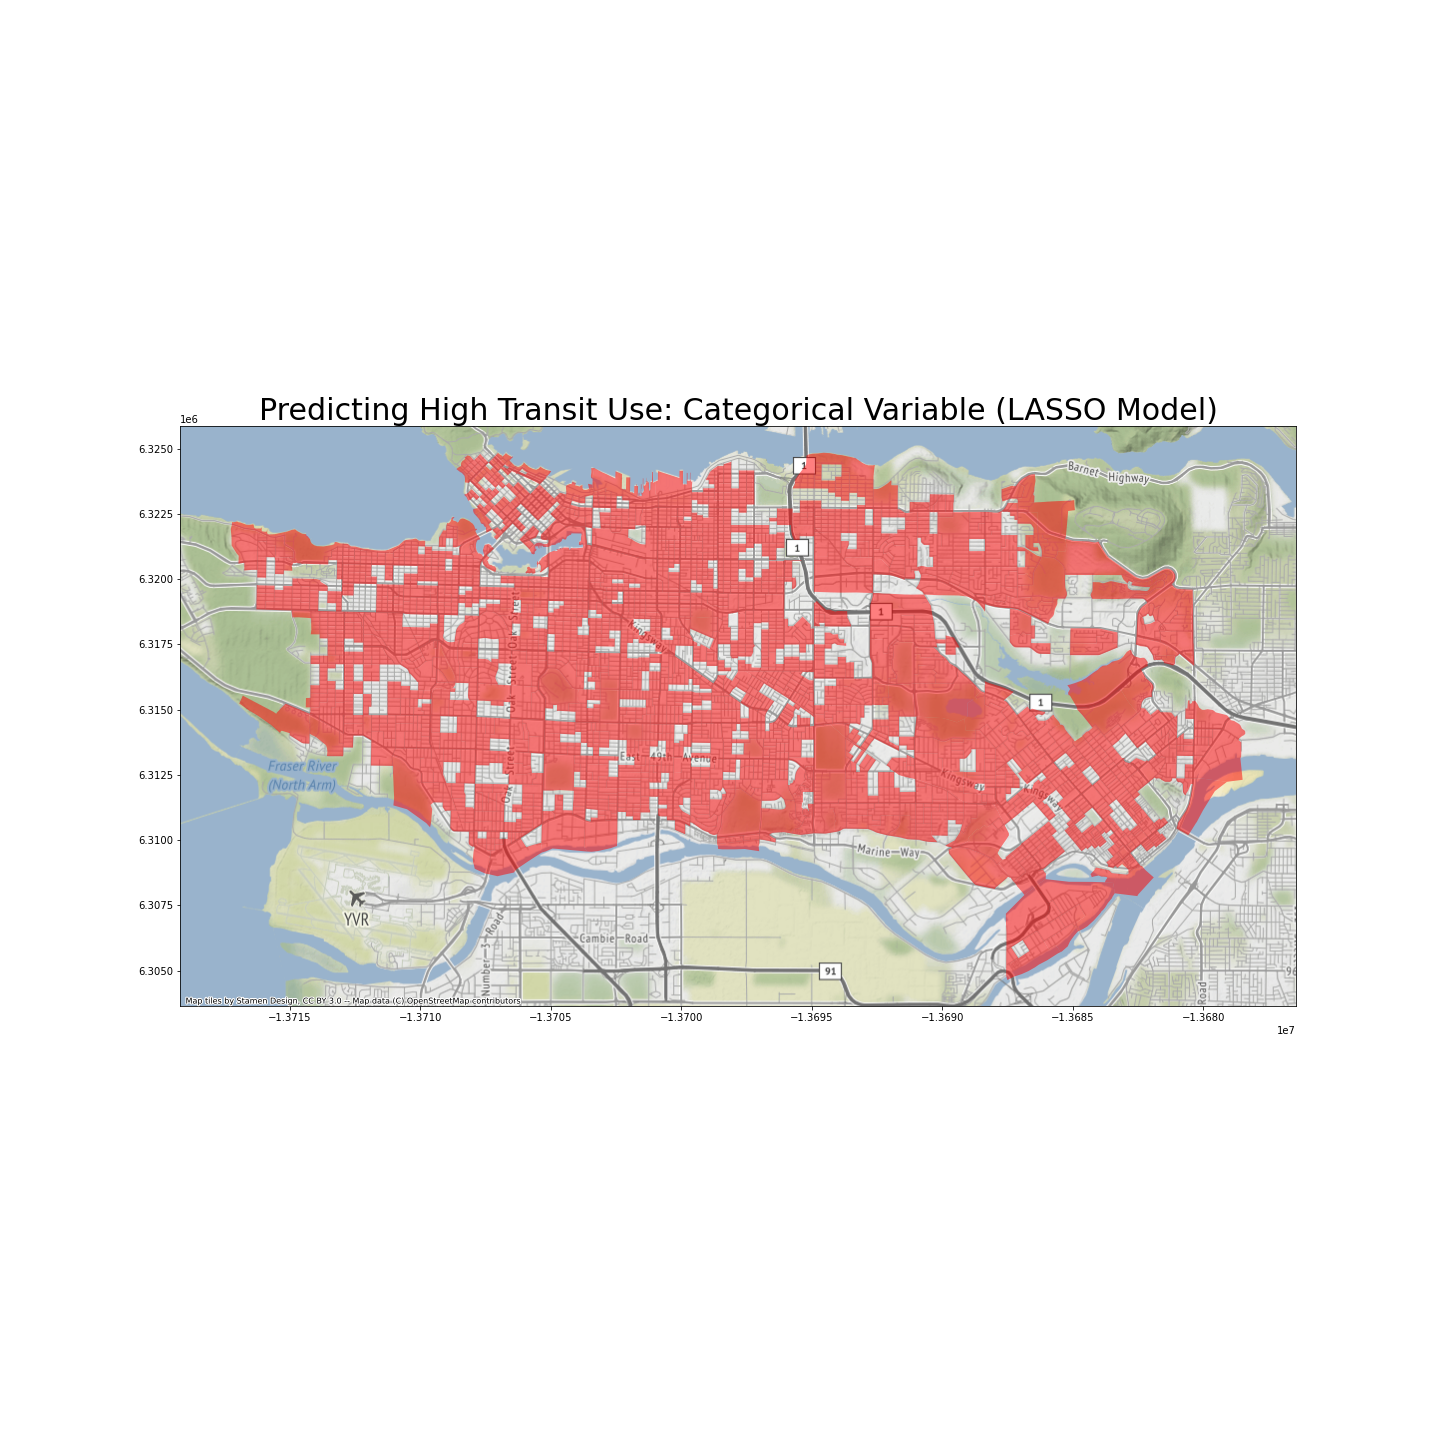 Predicting High Transit Use: Categorical Variable (LASSO Model)
1e6
6.3250
6.3225
6.3200
6.3175
6.3150
6.3125
6.3100
6.3075
6.3050
1
Barnet Highway
1
1
Oak Street
Oak Street
Kingsway
1
Oak Street
East 49th Avenue
Fraser River
(North Arm)
Kingsway
Kingsway
Marine Way
YVR
Number 3 Road
Cambie Road
91
Road
96
Map tiles by Stamen Design, CC BY 3.0 -- Map data (C) OpenStreetMap contributors
−1.3715
−1.3710
−1.3705
−1.3700
−1.3695
−1.3690
−1.3685
−1.3680
1e7